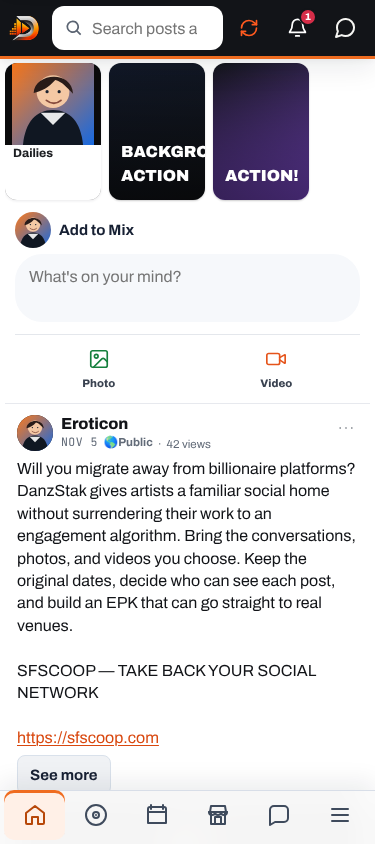 Search posts a
1
Dailies
BACKGRO
ACTION
ACTION!
Add to Mix
What's on your mind?
Photo
Video
Eroticon
NOV 5 🌎Public · 42 views
...
Will you migrate away from billionaire platforms?
DanzStak gives artists a familiar social home
without surrendering their work to an
engagement algorithm. Bring the conversations,
photos, and videos you choose. Keep the
original dates, decide who can see each post,
and build an EPK that can go straight to real
venues.
SFSCOOP — TAKE BACK YOUR SOCIAL
NETWORK
https://sfscoop.com
See more